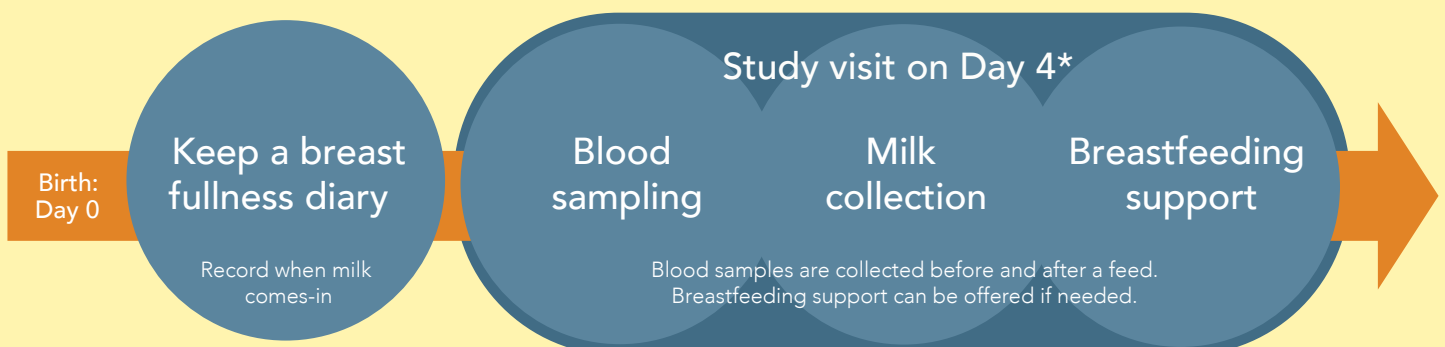 Birth:
Day 0
Keep a breast
fullness diary
Record when milk
comes-in
Study visit on Day 4*
Blood
sampling
Milk
collection
Breastfeeding
support
Blood samples are collected before and after a feed.
Breastfeeding support can be offered if needed.